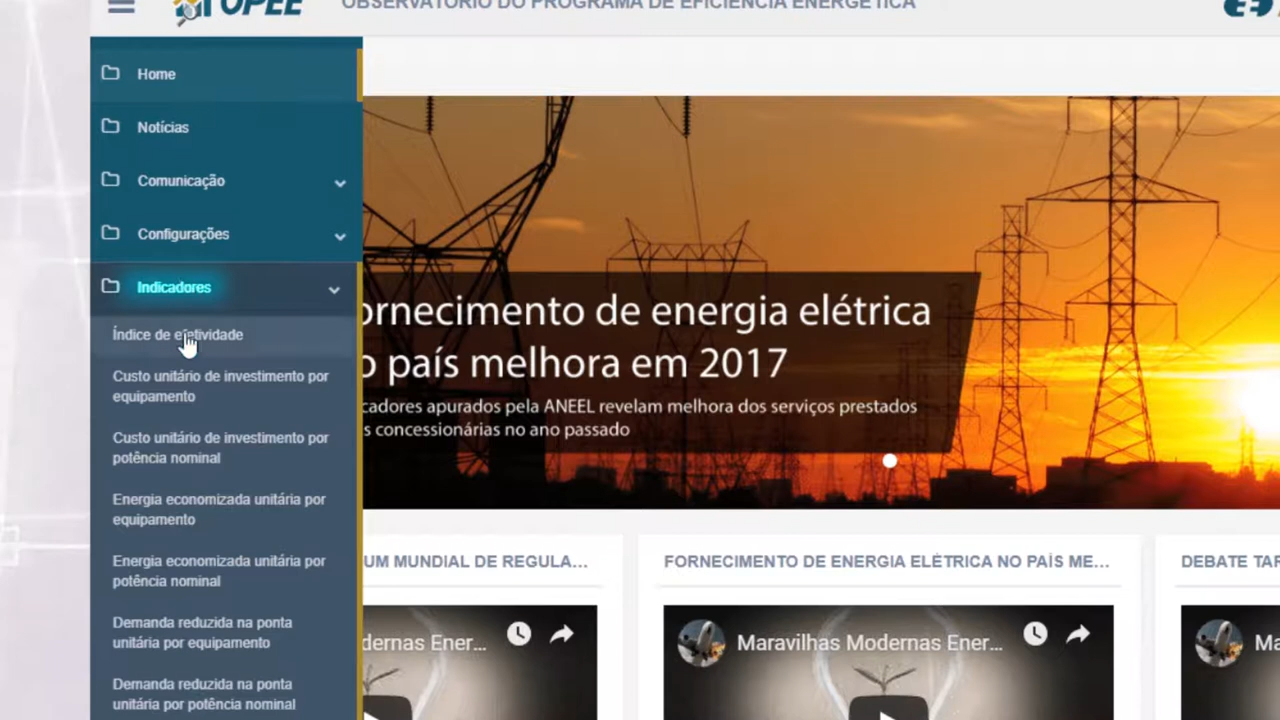 OPEE
OBSERVATÓRIO DO PROGRAMA DE EFICIÊNCIA ENERGÉTICA
Home
Notícias
Comunicação
Configurações
Indicadores
Índice de efetividade
Custo unitário de investimento por
equipamento
Custo unitário de investimento por
potência nominal
Energia economizada unitária por
equipamento
Energia economizada unitária por
potência nominal
Demanda reduzida na ponta
unitária por equipamento
Demanda reduzida na ponta
unitária por potência nominal
ornecimento de energia elétrica
o país melhora em 2017
cadores apurados pela ANEEL revelam melhora dos serviços prestados
s concessionárias no ano passado
UM MUNDIAL DE REGULA...
dernas Ener...
FORNECIMENTO DE ENERGIA ELÉTRICA NO PAÍS ME...
Maravilhas Modernas Ener...
DEBATE TAR
Ma